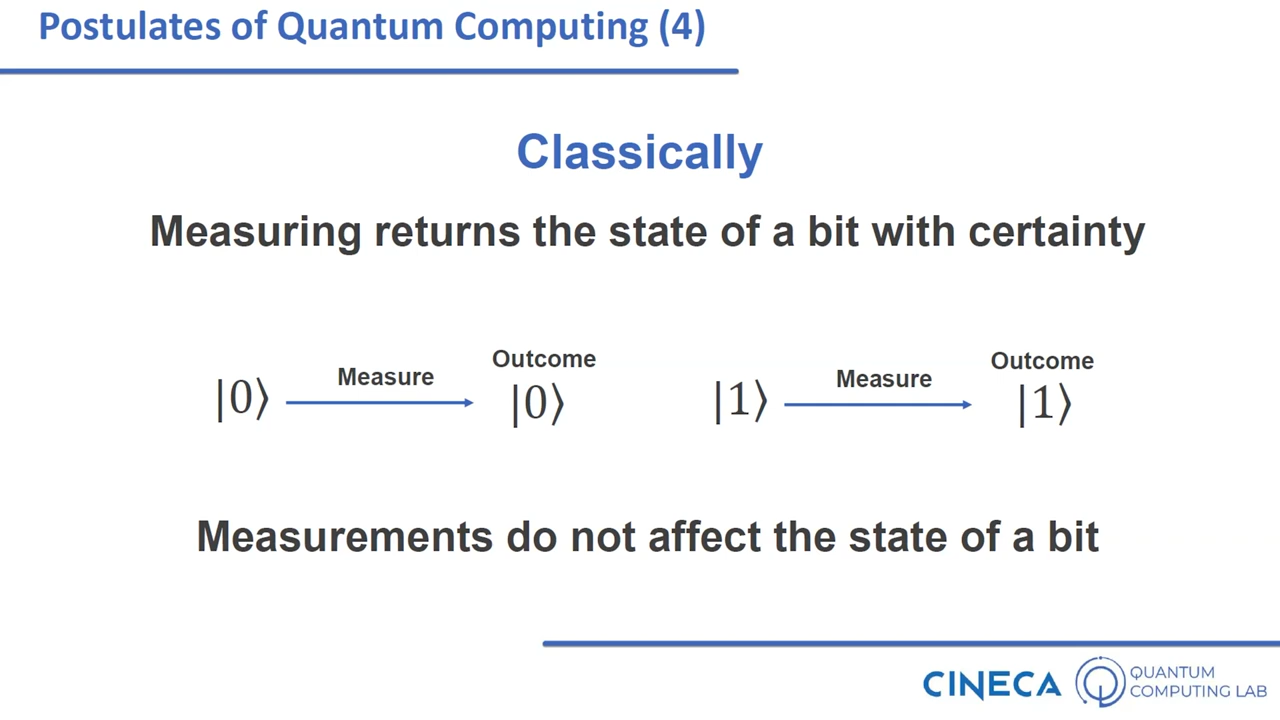 Postulates of Quantum Computing (4)
Classically
Measuring returns the state of a bit with certainty
|0⟩ Measure Outcome |0⟩
|1⟩ Measure Outcome |1⟩
Measurements do not affect the state of a bit
CINECA
QUANTUM
COMPUTING LAB